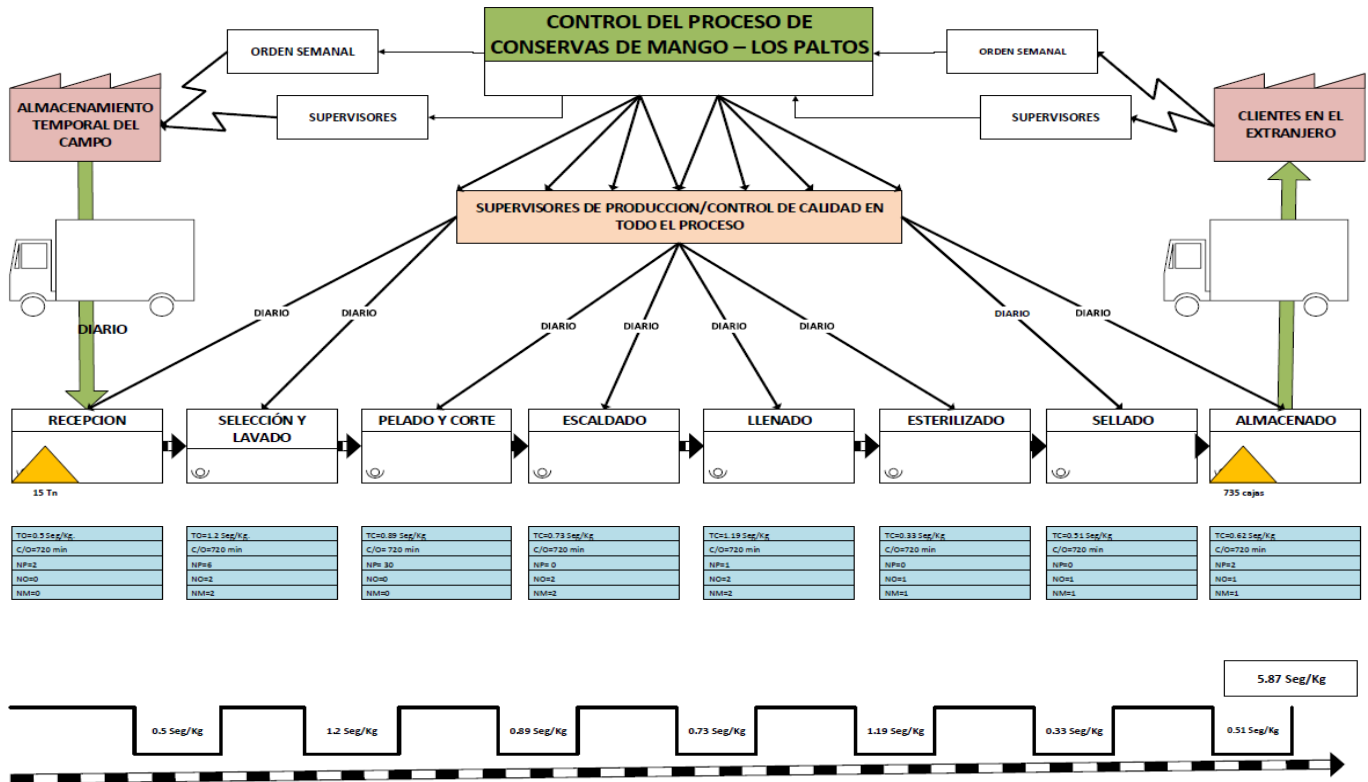 CONTROL DEL PROCESO DE
CONSERVAS DE MANGO – LOS PALTOS
ORDEN SEMANAL
ORDEN SEMANAL
ALMACENAMIENTO
TEMPORAL DEL
CAMPO
SUPERVISORES
SUPERVISORES
CLIENTES EN EL
EXTRANJERO
SUPERVISORES DE PRODUCCION/CONTROL DE CALIDAD EN
TODO EL PROCESO
DIARIO
DIARIO
DIARIO
DIARIO
DIARIO
DIARIO
DIARIO
DIARIO
DIARIO
RECEPCION
SELECCIÓN Y
LAVADO
PELADO Y CORTE
ESCALDADO
LLENADO
ESTERILIZADO
SELLADO
ALMACENADO
15 Tn
735 cajas
TO=0.5 Seg/Kg.
C/O=720 min
NP=2
NO=0
NM=0
TO=1.2 Seg/Kg.
C/O=720 min
NP=6
NO=2
NM=2
TC=0.89 Seg/Kg
C/O= 720 min
NP= 30
NO=0
NM=0
TC=0.73 Seg/Kg
C/O=720 min
NP= 0
NO=2
NM=2
TC=1.19 Seg/Kg
C/O=720 min
NP=1
NO=2
NM=2
TC=0.33 Seg/Kg
C/O=720 min
NP=0
NO=1
NM=1
TC=0.51 Seg/Kg
C/O=720 min
NP=0
NO=1
NM=1
TC=0.62 Seg/Kg
C/O=720 min
NP=2
NO=1
NM=1
5.87 Seg/Kg
0.5 Seg/Kg
1.2 Seg/Kg
0.89 Seg/Kg
0.73 Seg/Kg
1.19 Seg/Kg
0.33 Seg/Kg
0.51 Seg/Kg